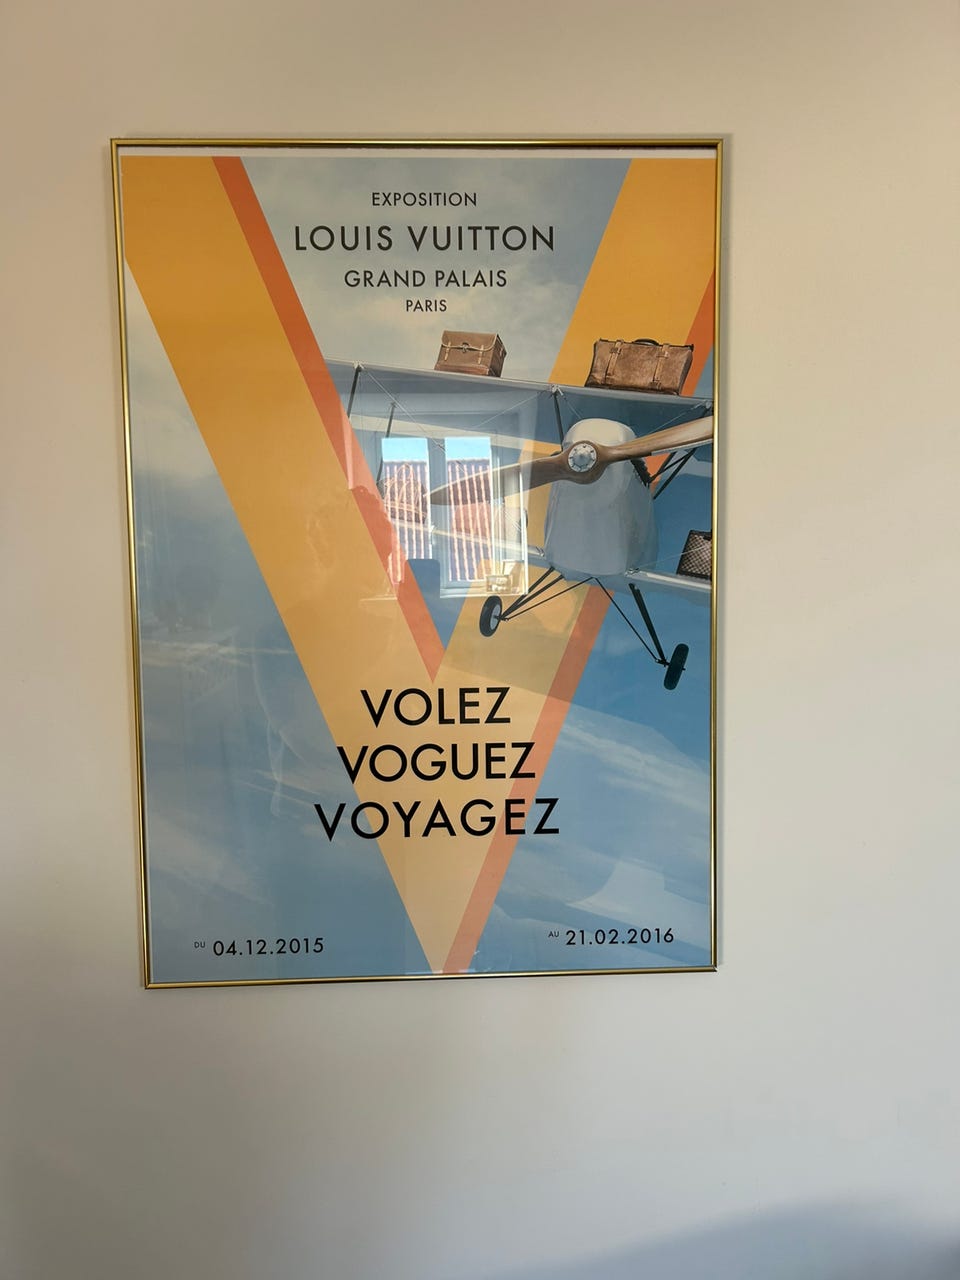 EXPOSITION
LOUIS VUITTON
GRAND PALAIS
PARIS
VOLEZ
VOGUEZ
VOYAGEZ
DU 04.12.2015
AU 21.02.2016